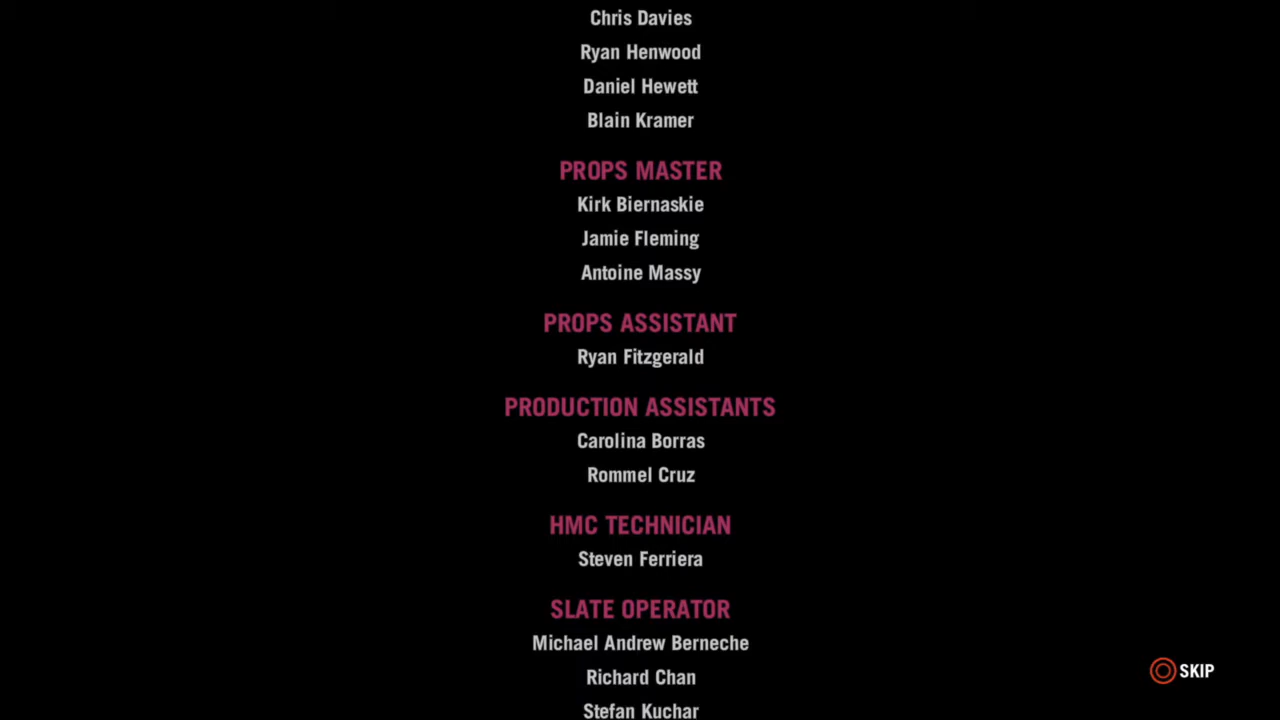 Chris Davies
Ryan Henwood
Daniel Hewett
Blain Kramer
PROPS MASTER
Kirk Biernaskie
Jamie Fleming
Antoine Massy
PROPS ASSISTANT
Ryan Fitzgerald
PRODUCTION ASSISTANTS
Carolina Borras
Rommel Cruz
HMC TECHNICIAN
Steven Ferriera
SLATE OPERATOR
Michael Andrew Berneche
Richard Chan
SKIP
Stefan Kuchar